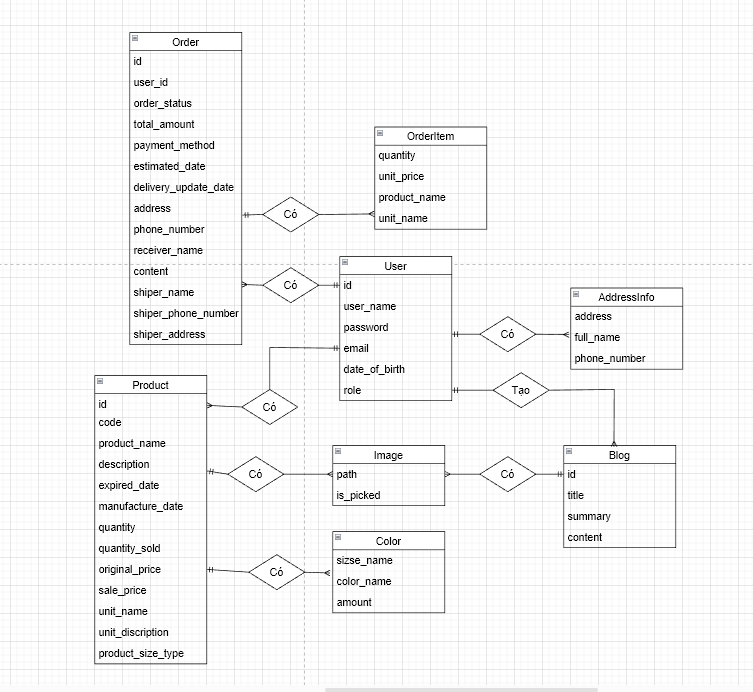 Order
id
user_id
order_status
total_amount
payment_method
estimated_date
delivery_update_date
address
phone_number
receiver_name
content
shiper_name
shiper_phone_number
shiper_address
Có
OrderItem
quantity
unit_price
product_name
unit_name
Có
User
id
user_name
password
email
date_of_birth
role
Có
AddressInfo
address
full_name
phone_number
Tạo
Có
Product
id
code
product_name
description
expired_date
manufacture_date
quantity
quantity_sold
original_price
sale_price
unit_name
unit_discription
product_size_type
Có
Image
path
is_picked
Có
Blog
id
title
summary
content
Có
Color
sizse_name
color_name
amount